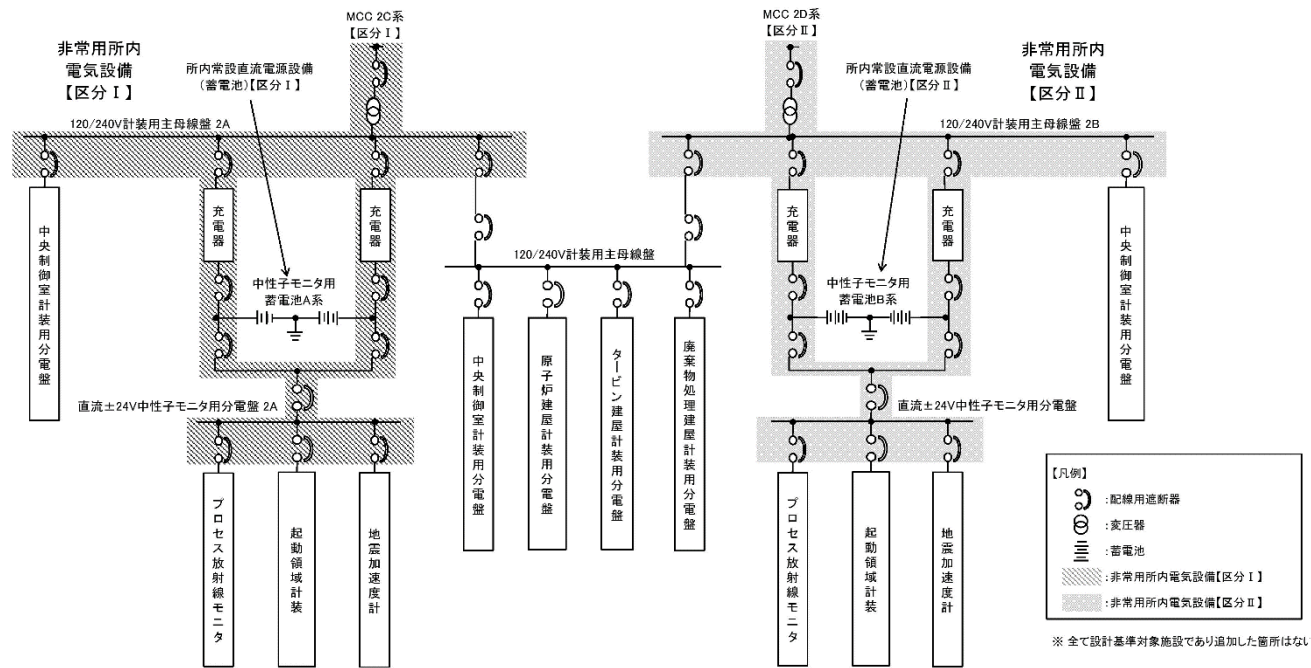 MCC 2C系
【区分Ⅰ】
MCC 2D系
【区分Ⅱ】
非常用所内
電気設備
【区分Ⅰ】
所内常設直流電源設備
(蓄電池)【区分Ⅰ】
所内常設直流電源設備
(蓄電池)区分Ⅱ】
非常用所内
電気設備
【区分Ⅱ】
120/240V計装用主母線盤 2A
120/240V計装用主母線盤 2B
中央制御室計装用分電盤
充電器
充電器
充電器
充電器
中央制御室計装用分電盤
120/240V計装用主母線盤
中性子モニタ用
蓄電池A系
中性子モニタ用
蓄電池B系
中央制御室計装用分電盤
原子炉建屋計装用分電盤
タービン建屋計装用分電盤
廃棄物処理建屋計装用分電盤
直流±24V中性子モニタ用分電盤 2A
直流±24V中性子モニタ用分電盤
プロセス放射線モニタ
起動領域計装
地震加速度計
プロセス放射線モニタ
起動領域計装
地震加速度計
【凡例】
:配線用遮断器
:変圧器
:蓄電池
:非常用所内電気設備【区分Ⅰ】
:非常用所内電気設備【区分Ⅱ】
※ 全て設計基準対象施設であり追加した箇所はない